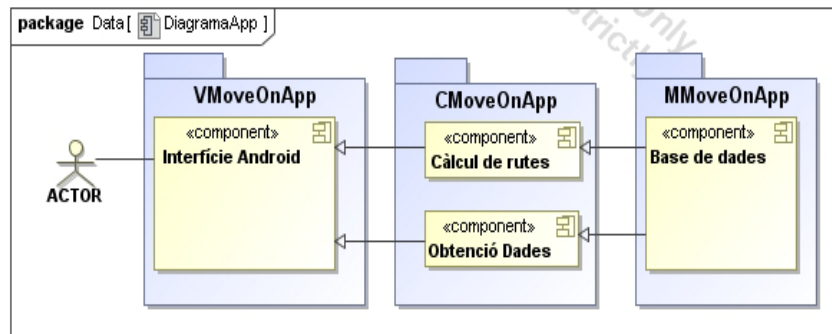 package Data[ DiagramaApp ]
VMoveOnApp
«component»
Interfície Android
ACTOR
CMoveOnApp
«component»
Càlcul de rutes
«component»
Obtenció Dades
MMoveOnApp
«component»
Base de dades
Only